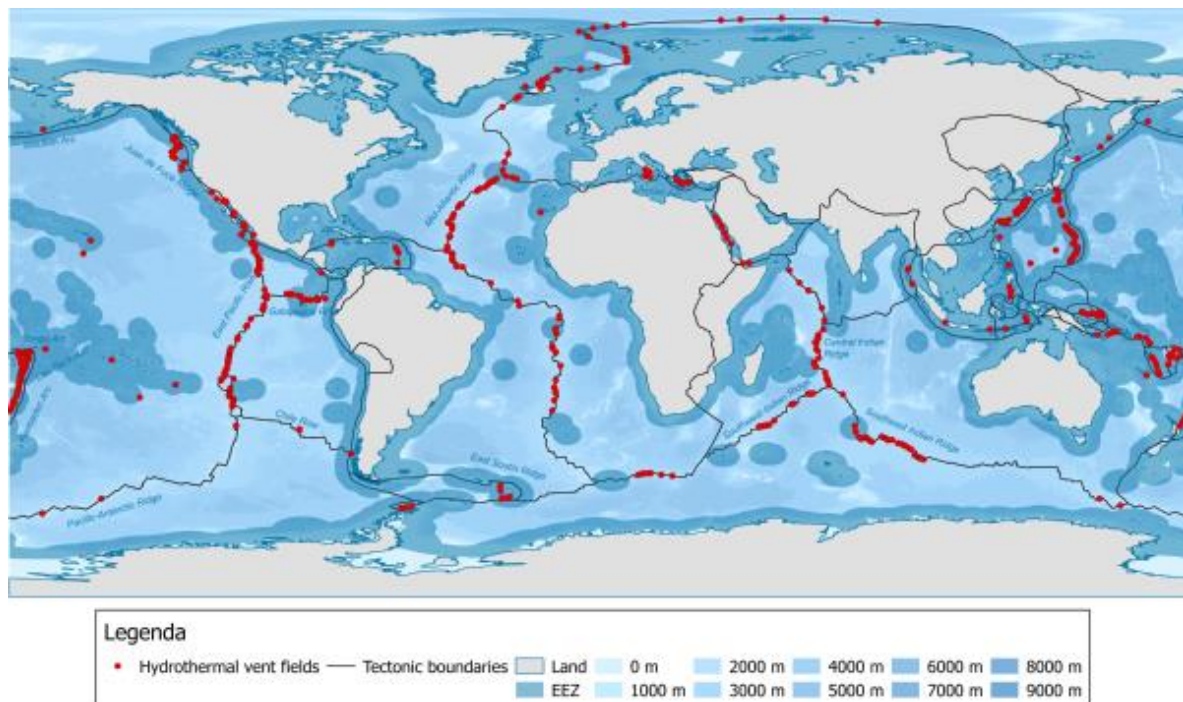 Juan de Fuca Ridge
Mid-Atlantic Ridge
East Pacific Rise
Central Indian
Ridge
Southwest Indian Ridge
Southeast Indian Ridge
Chile Rise
East Scotia Ridge
Pacific-Antarctic Ridge
Legenda
Hydrothermal vent fields
Tectonic boundaries
Land
0 m
2000 m
4000 m
6000 m
8000 m
EEZ
1000 m
3000 m
5000 m
7000 m
9000 m